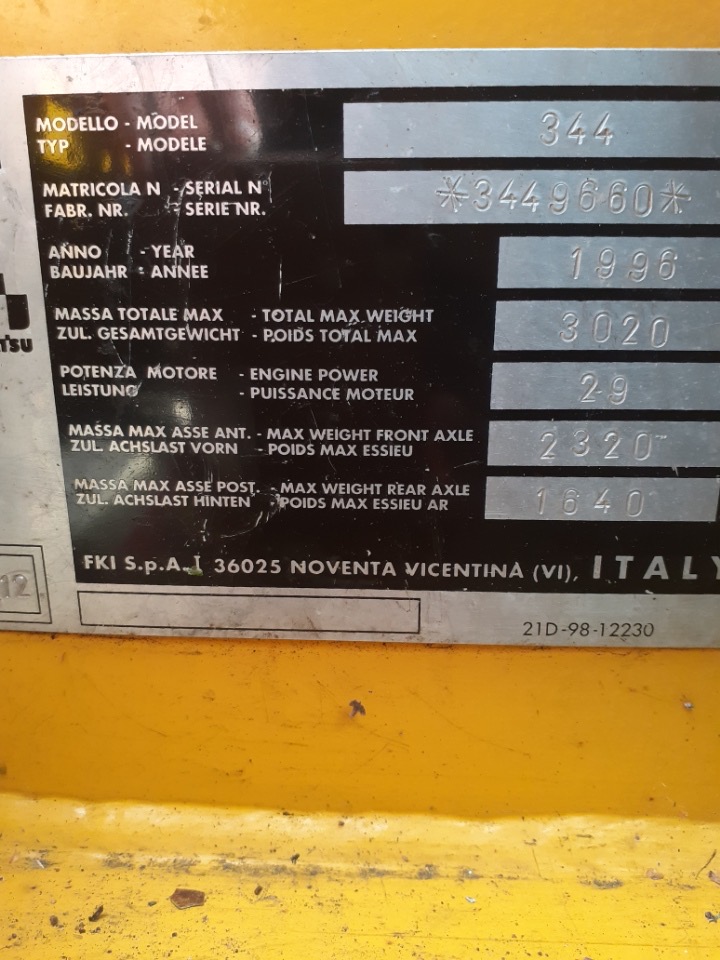 MODELLO - MODEL
TYP - MODELE
344
MATRICOLA N - SERIAL N°
FABR. NR. - SERIE NR.
*3449660*
ANNO - YEAR
BAUJAHR - ANNEE
1996
MASSA TOTALE MAX - TOTAL MAX WEIGHT
ZUL. GESAMTGEWICHT - POIDS TOTAL MAX
3020
POTENZA MOTORE - ENGINE POWER
LEISTUNG - PUISSANCE MOTEUR
29
MASSA MAX ASSE ANT. - MAX WEIGHT FRONT AXLE
ZUL. ACHSLAST VORN - POIDS MAX ESSIEU
2320
MASSA MAX ASSE POST. - MAX WEIGHT REAR AXLE
ZUL. ACHSLAST HINTEN - POIDS MAX ESSIEU AR
1640
FKI S.p.A. I 36025 NOVENTA VICENTINA (VI), ITALY
12
21D-98-12230